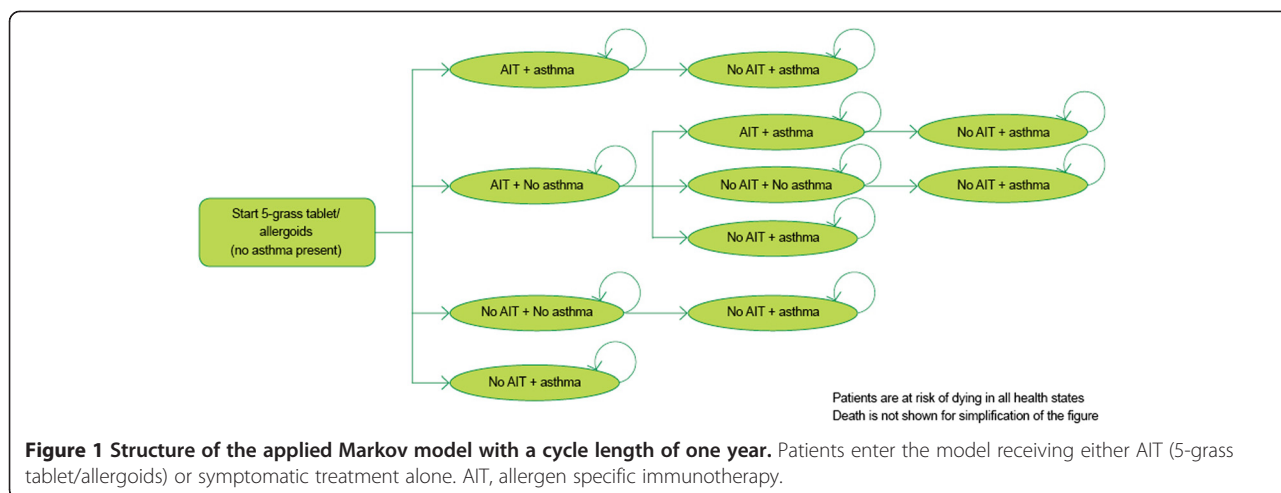 AIT + asthma
No AIT + asthma
AIT + asthma
No AIT + asthma
AIT + No asthma
No AIT + No asthma
No AIT + asthma
Start 5-grass tablet/
allergoids
(no asthma present)
No AIT + asthma
No AIT + No asthma
No AIT + asthma
No AIT + asthma
Patients are at risk of dying in all health states
Death is not shown for simplification of the figure
Figure 1 Structure of the applied Markov model with a cycle length of one year. Patients enter the model receiving either AIT (5-grass
tablet/allergoids) or symptomatic treatment alone. AIT, allergen specific immunotherapy.